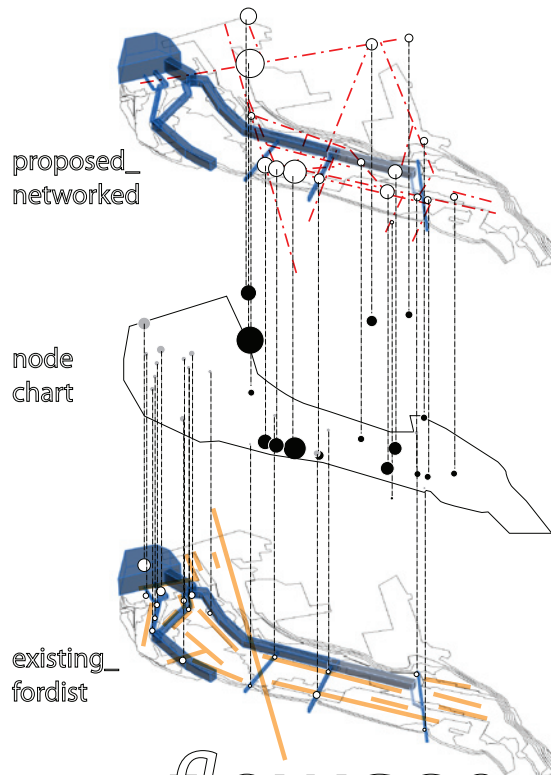 proposed_
networked
node
chart
existing_
fordist